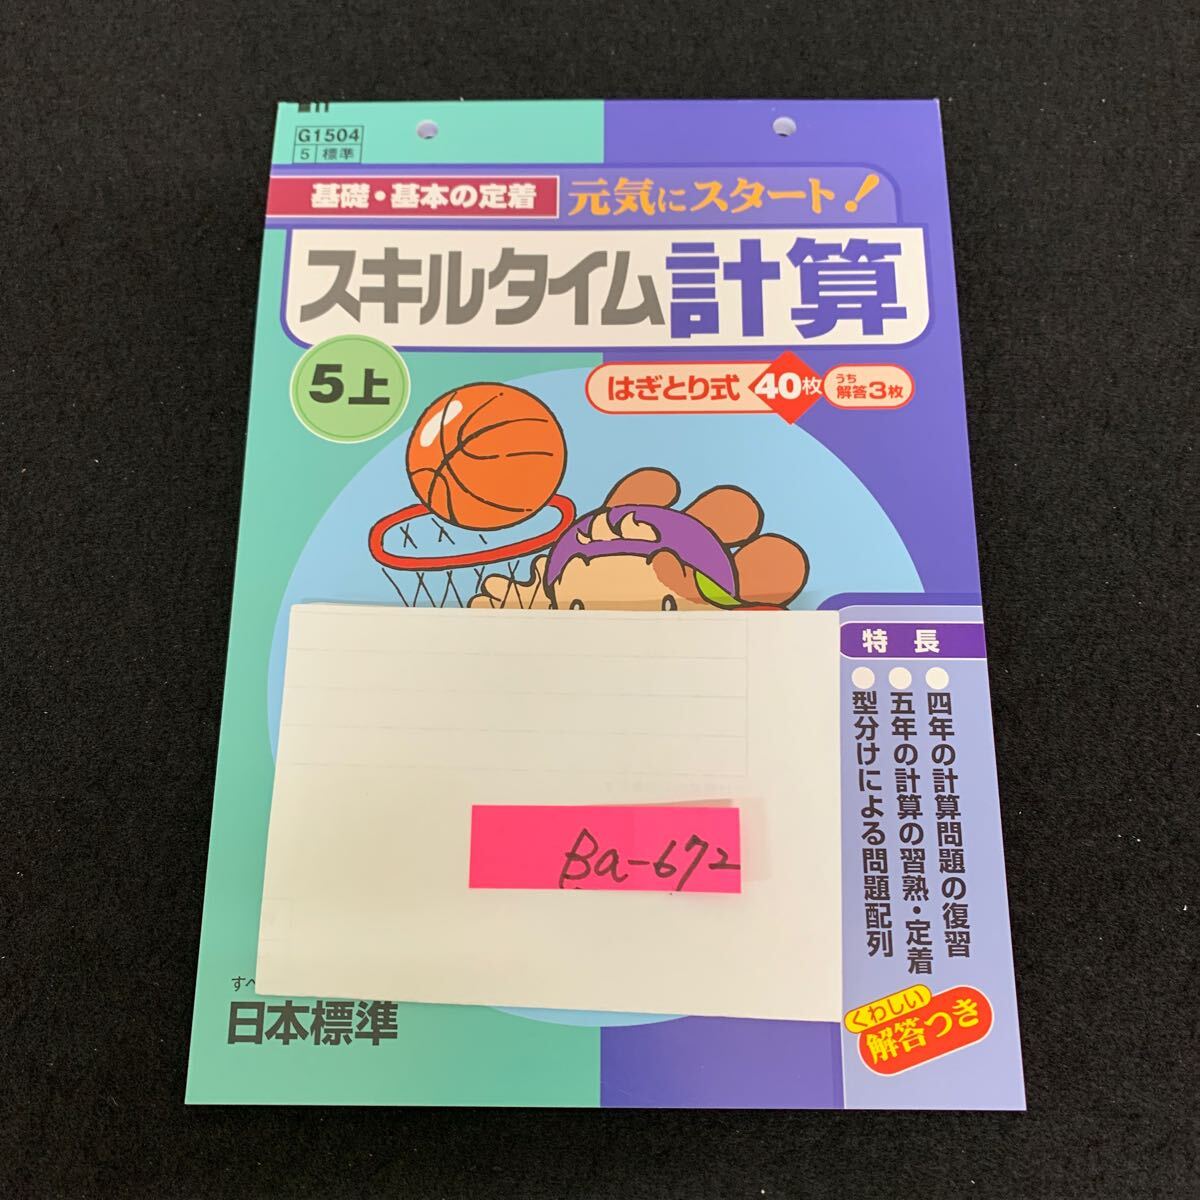 G1504
5 標準
基礎・基本の定着
元気にスタート!
スキルタイム計算
5上
はぎとり式 40枚 うち解答3枚
特長
●四年の計算問題の復習
●五年の計算の習熟・定着
●型分けによる問題配列
くわしい
解答つき
Ba-672
すべ
日本標準